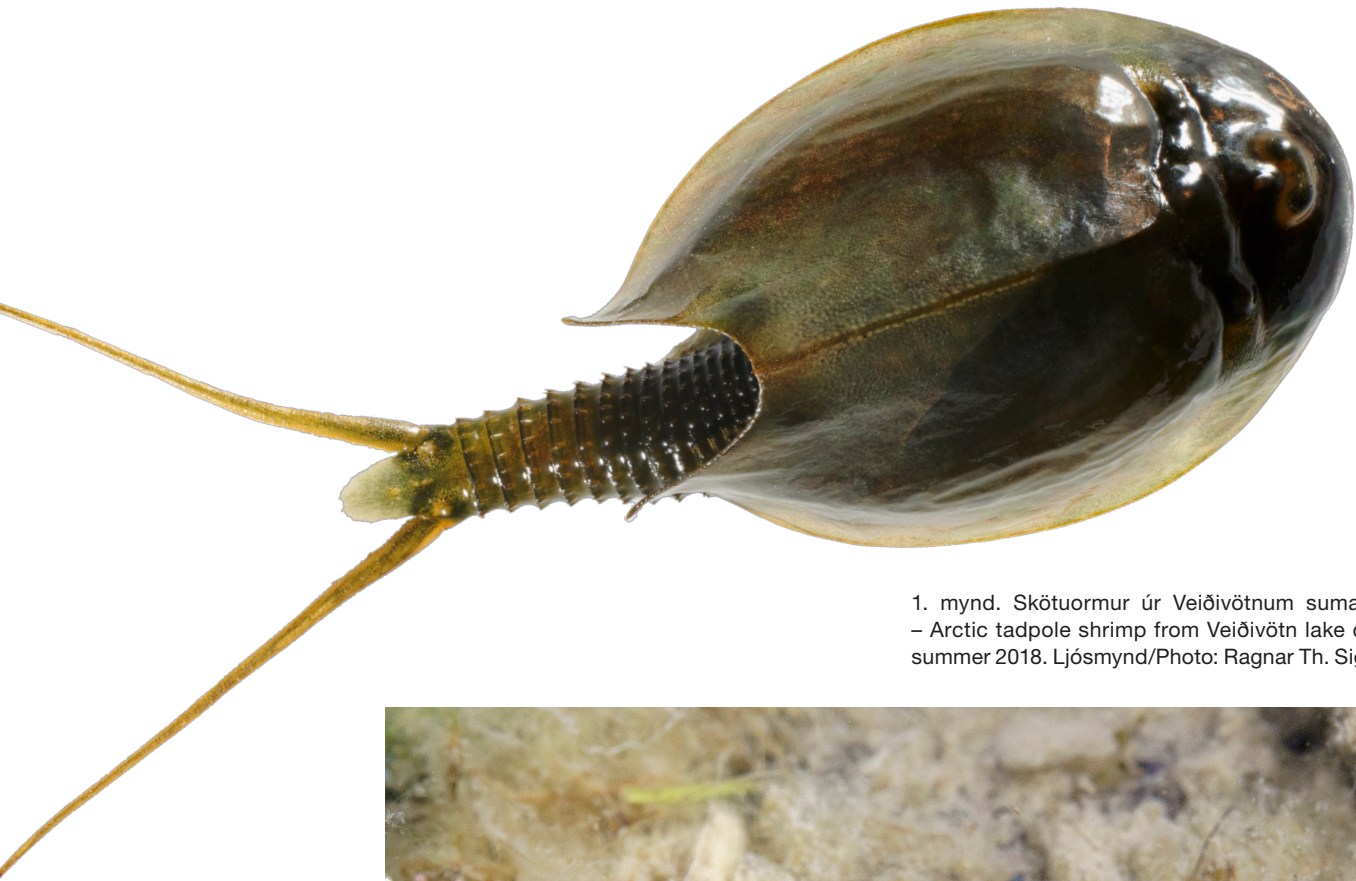 1. mynd. Skötuormur úr Veiðivötnum
– Arctic tadpole shrimp from Veiðivötn lake
summer 2018. Ljósmynd/Photo: Ragnar Th.